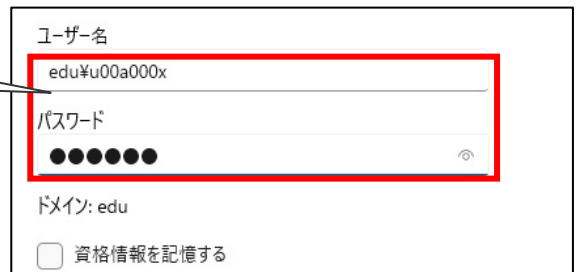 ユーザー名
edu¥u00a000x
パスワード
●●●●●●
ドメイン: edu
資格情報を記憶する